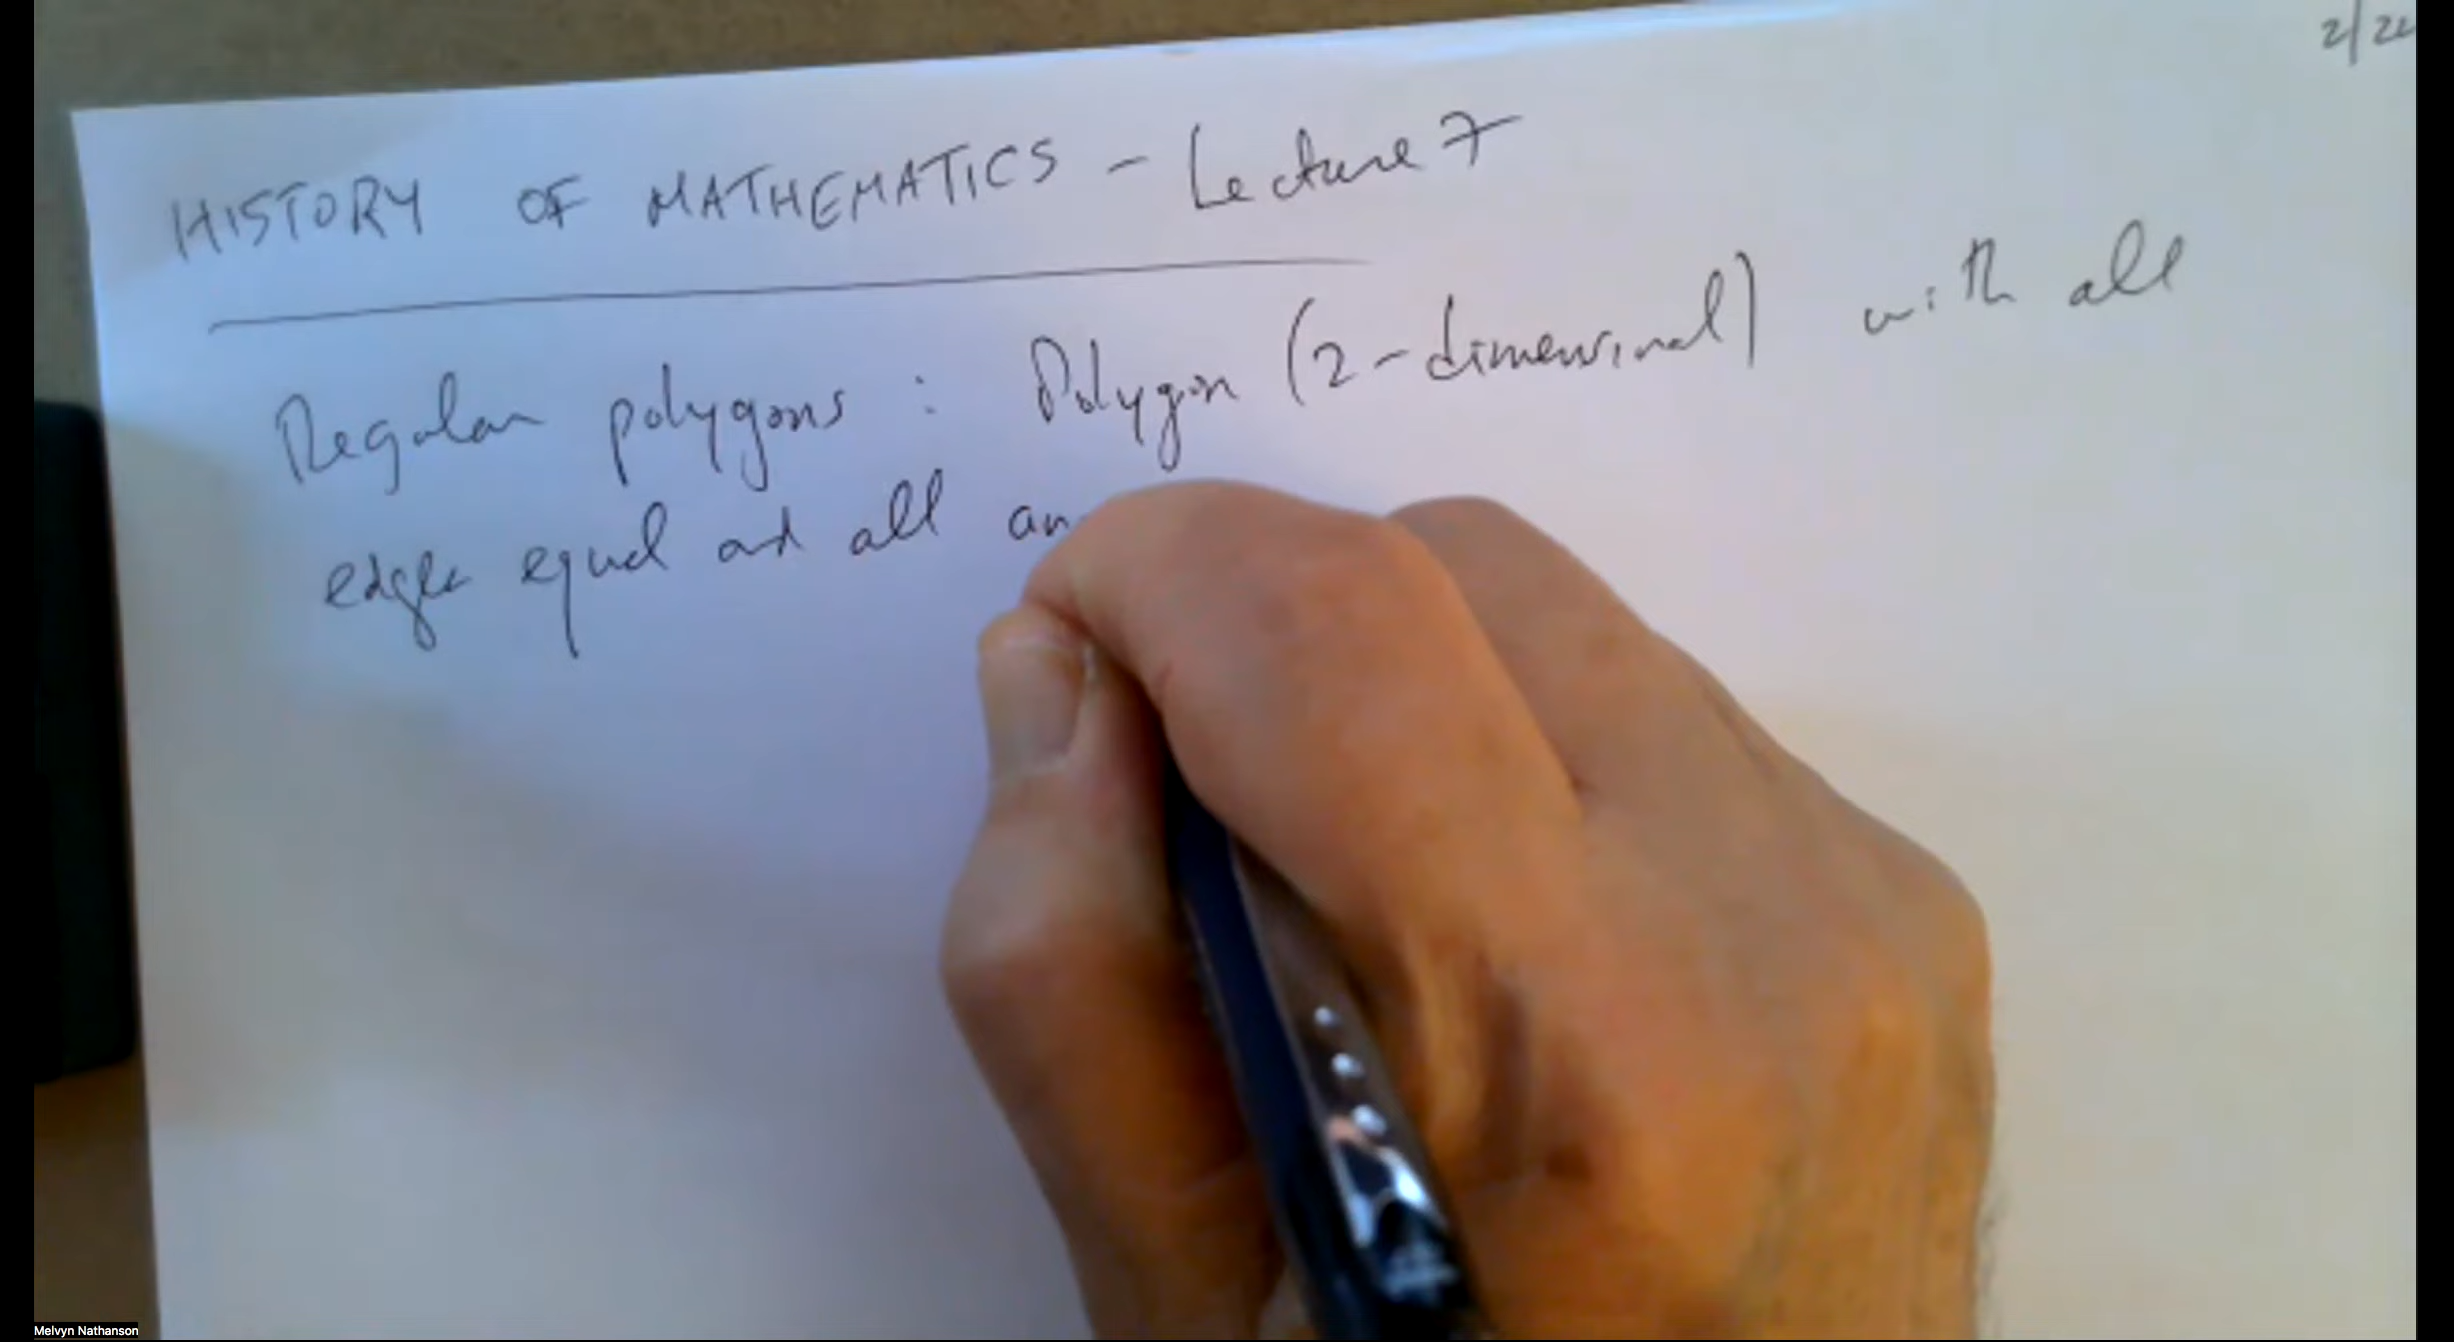 2/22
HISTORY OF MATHEMATICS - Lecture 7
Regular polygons : Polygon (2-dimensional) with all
edges equal and all an
Melvyn Nathanson